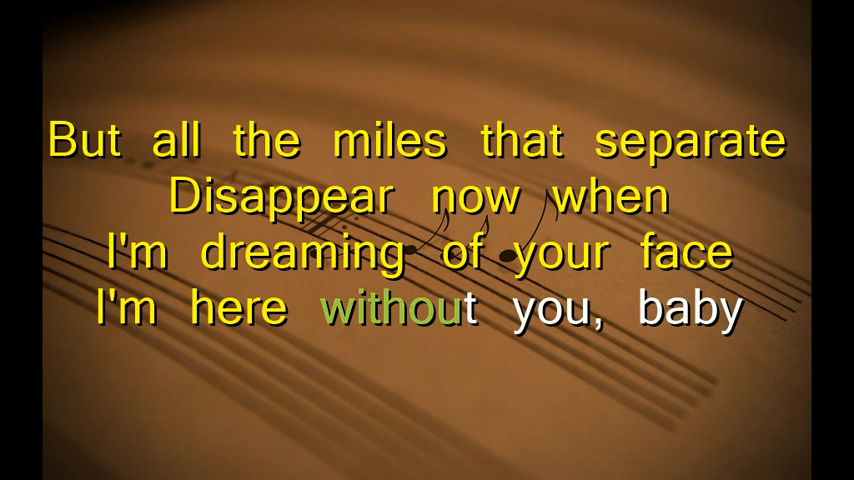 But all the miles that separate
Disappear now when
I'm dreaming of your face
I'm here without you, baby